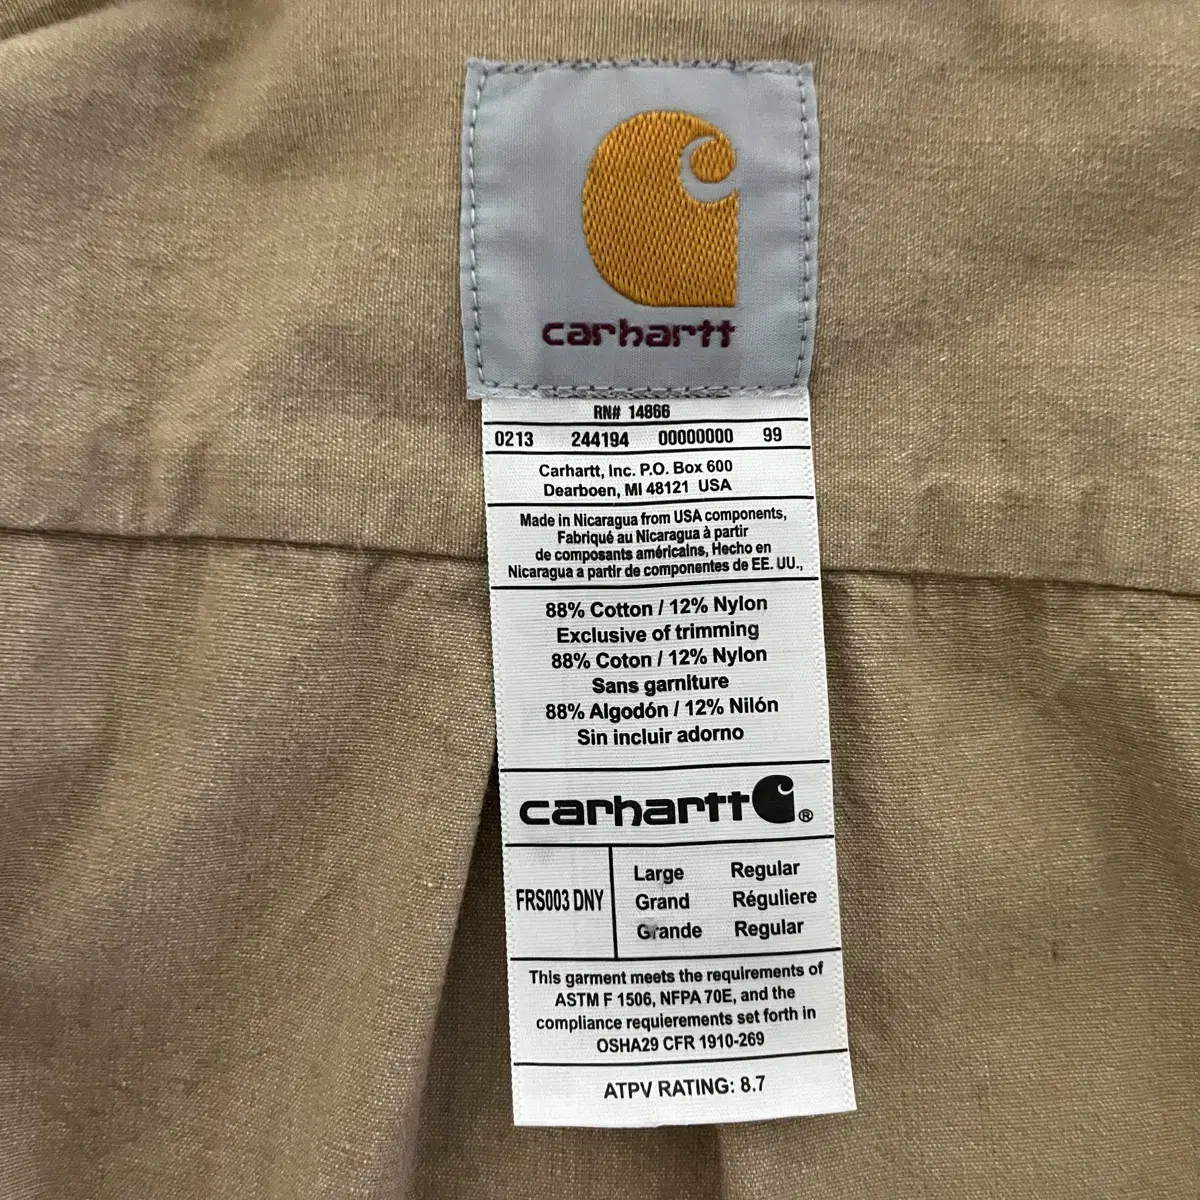 carhartt
RN# 14866
0213 244194 00000000 99
Carhartt, Inc. P.O. Box 600
Dearboen, MI 48121 USA
Made in Nicaragua from USA components,
Fabriqué au Nicaragua à partir
de composants américains, Hecho en
Nicaragua a partir de componentes de EE. UU.,
88% Cotton / 12% Nylon
Exclusive of trimming
88% Coton / 12% Nylon
Sans garniture
88% Algodón / 12% Nilón
Sin incluir adorno
carhartt ®
FRS003 DNY
Large Regular
Grand Réguliere
Grande Regular
This garment meets the requirements of
ASTM F 1506, NFPA 70E, and the
compliance requierements set forth in
OSHA29 CFR 1910-269
ATPV RATING: 8.7